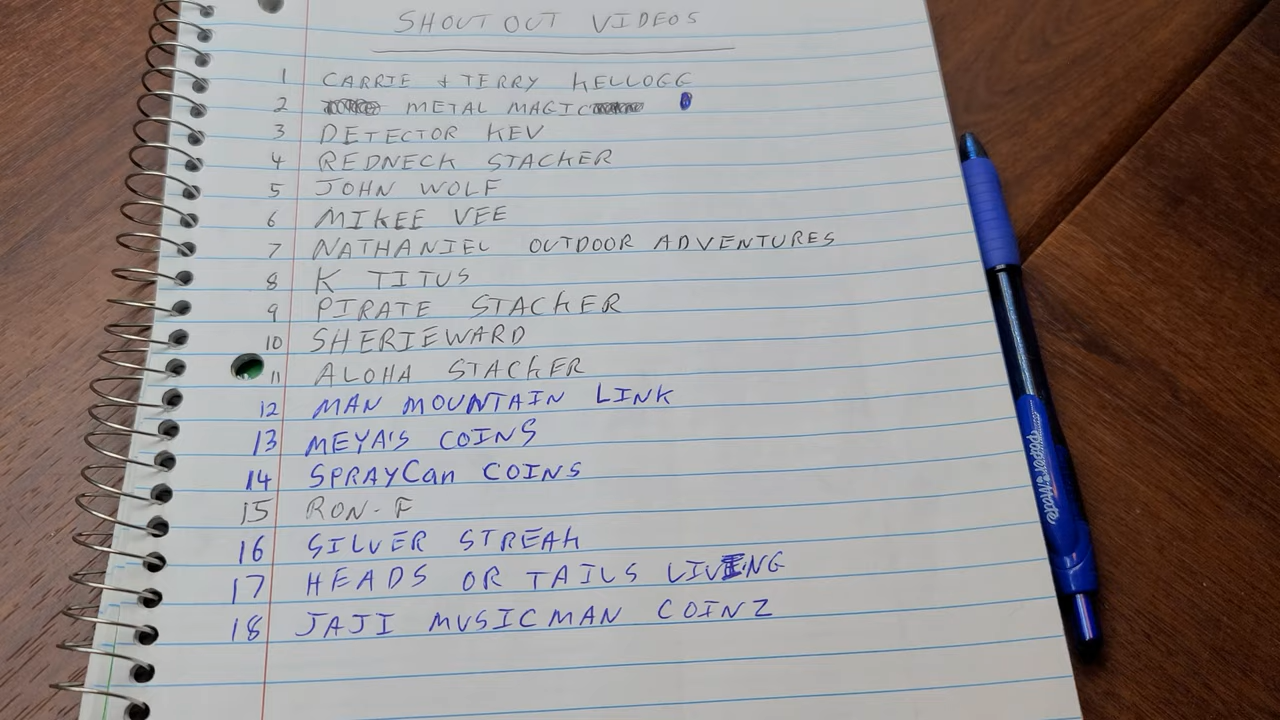 SHOUT OUT VIDEOS
1 CARRIE + TERRY KELLOGG
2 METAL MAGIC
3 DETECTOR KEV
4 REDNECK STACKER
5 JOHN WOLF
6 MIKEE VEE
7 NATHANIEL OUTDOOR ADVENTURES
8 K TITUS
9 PIRATE STACKER
10 SHERIEWARD
11 ALOHA STACKER
12 MAN MOUNTAIN LINK
13 MEYA'S COINS
14 SPRAYCan COINS
15 RON-F
16 SILVER STREAK
17 HEADS OR TAILS LIVING
18 JAJI MUSICMAN COINZ
Paper:Mate